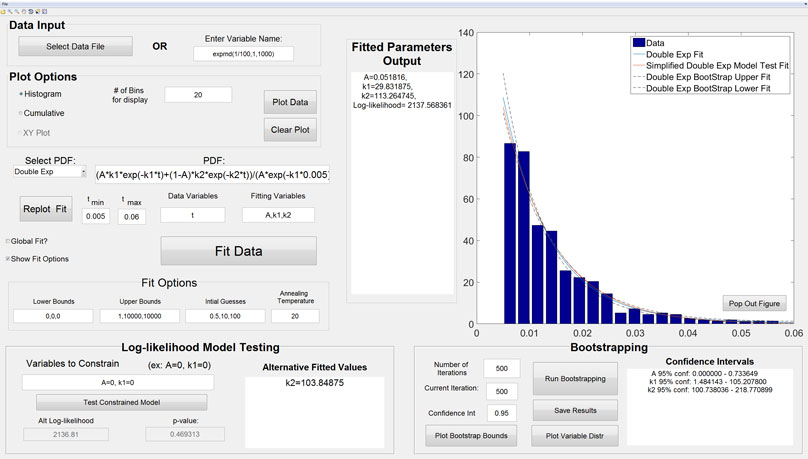 File
Data Input
Select Data File
OR
Enter Variable Name:
expmd(1/100,1,1000)
Plot Options
Histogram
Cumulative
XY Plot
# of Bins
for display
20
Plot Data
Clear Plot
Select PDF:
Double Exp
PDF:
(A*k1*exp(-k1*t)+(1-A)*k2*exp(-k2*t))/(A*exp(-k1*0.005)
Replot Fit
t min
0.005
t max
0.06
Data Variables
t
Fitting Variables
A,k1,k2
Global Fit?
Show Fit Options
Fit Data
Fit Options
Lower Bounds
0,0,0
Upper Bounds
1,10000,10000
Intial Guesses
0.5,10,100
Annealing
Temperature
20
Fitted Parameters
Output
A=0.051816,
k1=29.831875,
k2=113.264745,
Log-likelihood= 2137.568361
140
120
100
80
60
40
20
0
0
0.01
0.02
0.03
0.04
0.05
0.06
Data
Double Exp Fit
Simplified Double Exp Model Test Fit
Double Exp BootStrap Upper Fit
Double Exp BootStrap Lower Fit
Pop Out Figure
Log-likelihood Model Testing
Variables to Constrain
(ex: A=0, k1=0)
A=0, k1=0
Test Constrained Model
Alt Log-likelihood
2136.81
p-value:
0.469313
Alternative Fitted Values
k2=103.84875
Bootstrapping
Number of
Iterations
500
Current Iteration:
500
Confidence Int
0.95
Plot Bootstrap Bounds
Run Bootstrapping
Save Results
Plot Variable Distr
Confidence Intervals
A 95% conf: 0.000000 - 0.733649
k1 95% conf: 1.484143 - 105.207800
k2 95% conf: 100.738036 - 218.770899